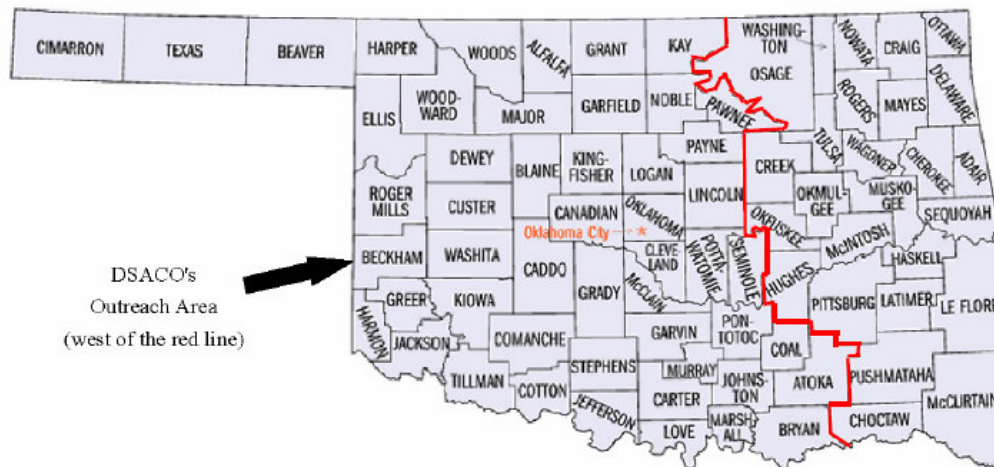 CIMARRON
TEXAS
BEAVER
HARPER
WOODS
ALFALFA
GRANT
KAY
WASHING-
TON
OSAGE
NOWATA
CRAIG
OTTAWA
ELLIS
WOOD-
WARD
MAJOR
GARFIELD
NOBLE
PAWNEE
ROGERS
MAYES
DELAWARE
DEWEY
BLAINE
KING-
FISHER
LOGAN
PAYNE
CREEK
TULSA
WAGONER
CHEROKEE
ADAIR
ROGER
MILLS
CUSTER
CANADIAN
OKLAHOMA
LINCOLN
OKMUL-
GEE
MUSKO-
GEE
SEQUOYAH
Oklahoma City
BECKHAM
WASHITA
CADDO
GRADY
CLEVE-
LAND
MCCLAIN
POTTA-
WATOMIE
SEMINOLE
OKFUSKEE
HUGHES
McINTOSH
HASKELL
DSACO's
Outreach Area
(west of the red line)
GREER
KIOWA
HARMON
JACKSON
COMANCHE
GARVIN
PON-
TOTOC
PITTSBURG
LATIMER
LE FLORE
TILLMAN
COTTON
STEPHENS
MURRAY
JOHNS-
TON
COAL
ATOKA
PUSHMATAHA
McCURTAIN
JEFFERSON
CARTER
LOVE
MARSH-
ALL
BRYAN
CHOCTAW